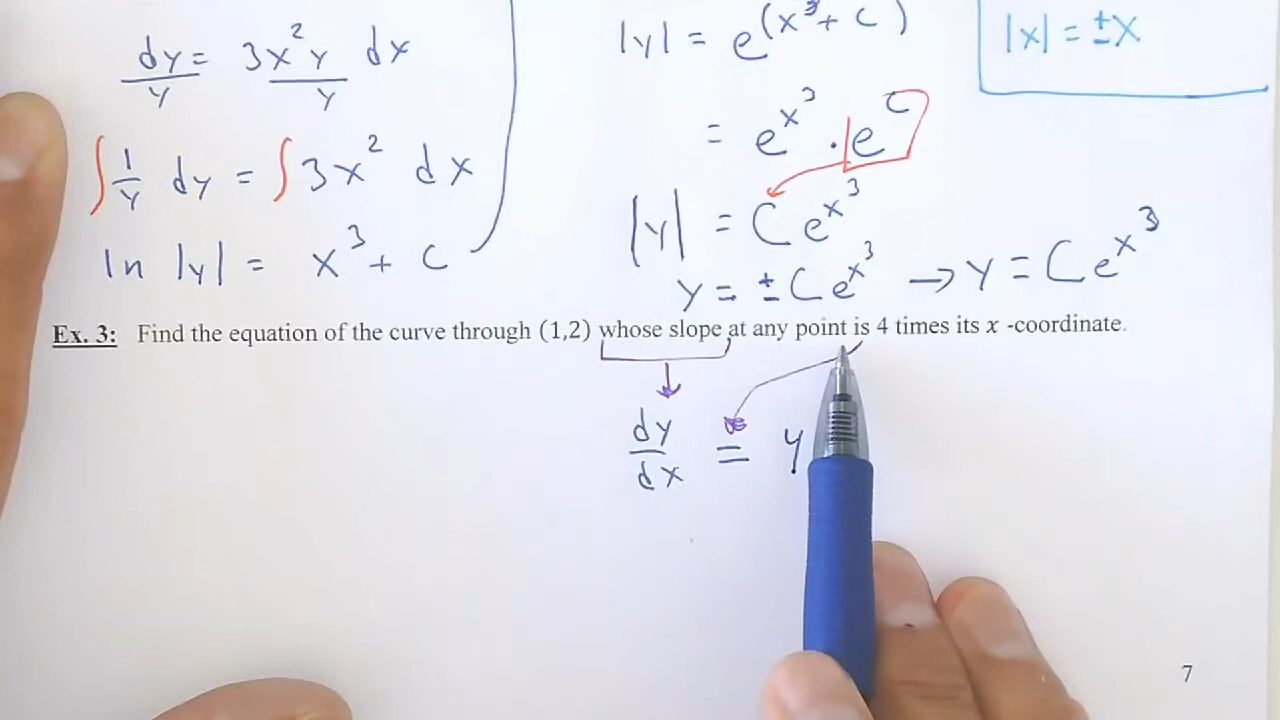 dy/y = 3x²y/y dx
∫ 1/y dy = ∫ 3x² dx
ln |y| = x³ + C
|y| = e^(x³ + C)
= e^x³ · e^C
|y| = Ce^x³
y = ± Ce^x³ → y = Ce^x³
|x| = ±x
Ex. 3: Find the equation of the curve through (1,2) whose slope at any point is 4 times its x -coordinate.
dy/dx = 4
7